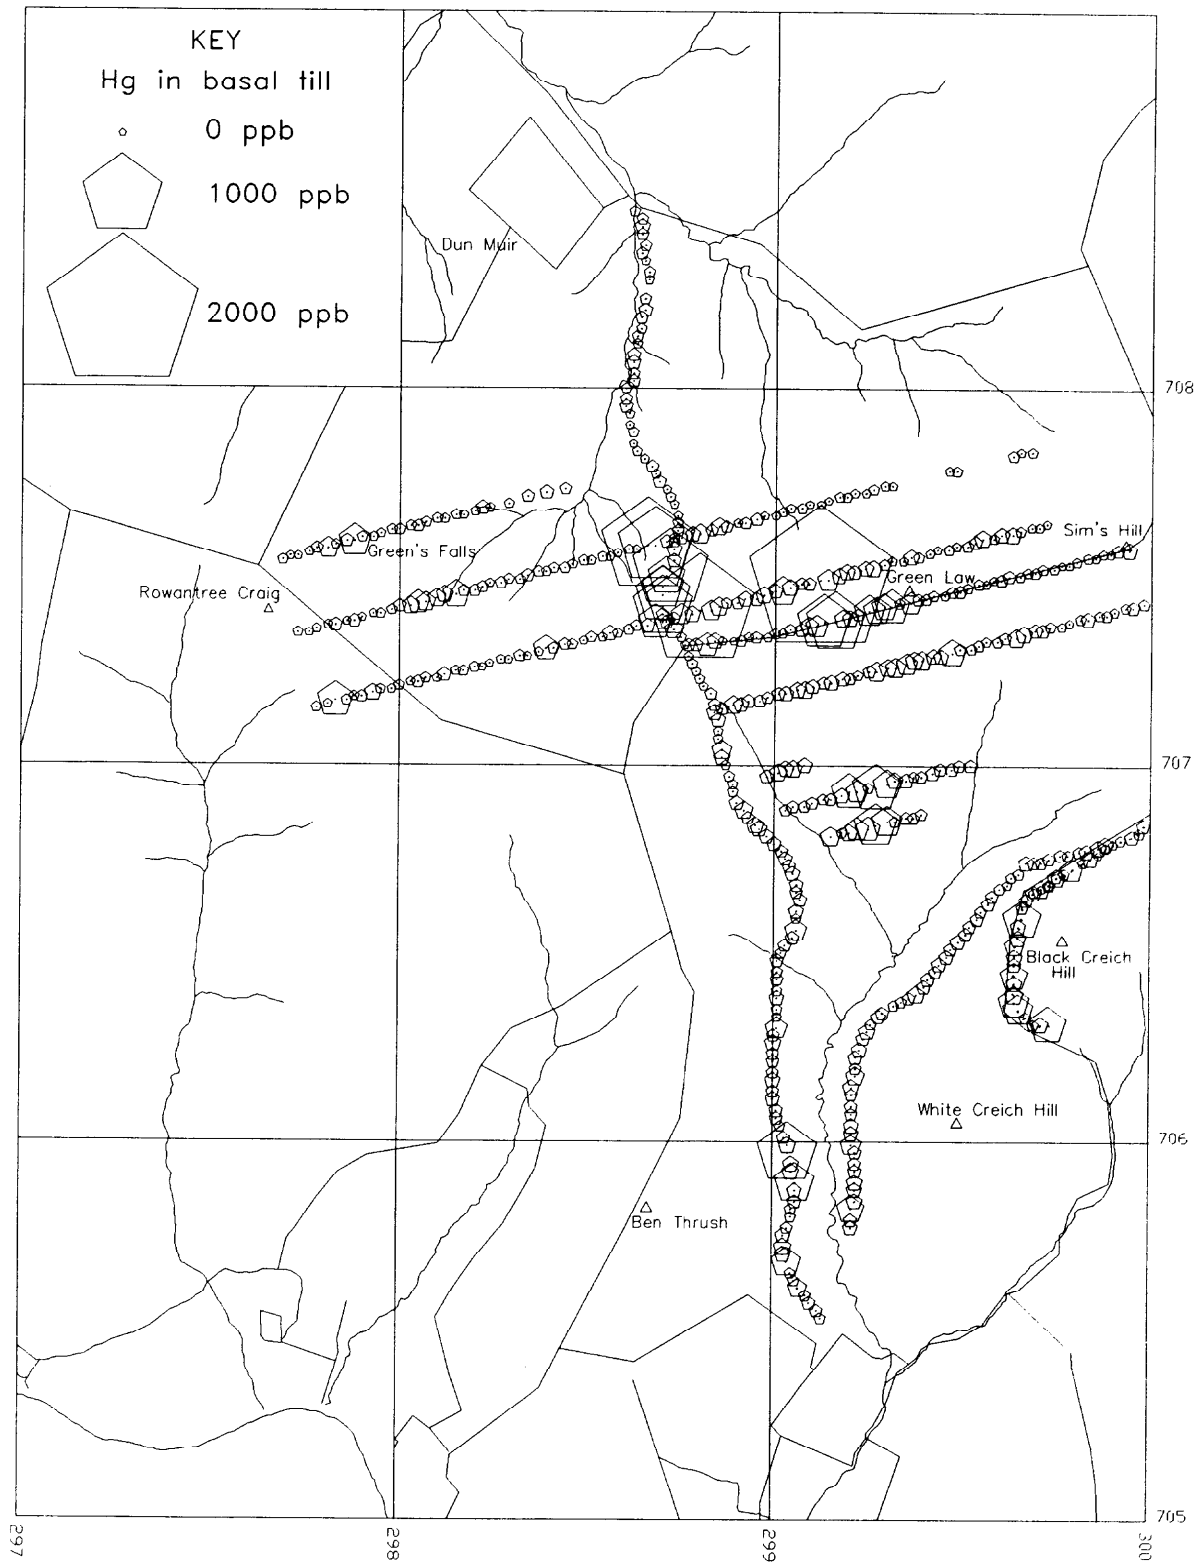 KEY
Hg in basal till
0 ppb
1000 ppb
2000 ppb
Dun Muir
708
Sim's Hill
Green's Falls
Green Law
Rowantree Craig
707
Black Creich
Hill
White Creich Hill
706
Ben Thrush
705
297
298
299
300